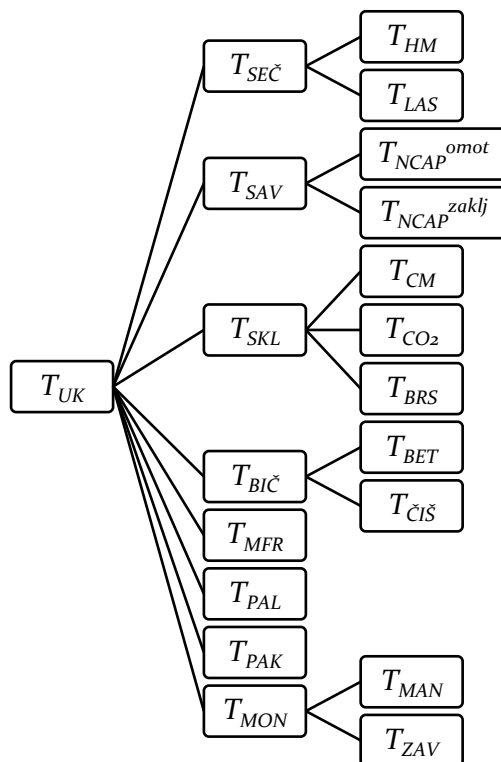 T_UK
T_SEČ
T_HM
T_LAS
T_SAV
T_NCAP^omot
T_NCAP^zaklj
T_SKL
T_CM
T_CO2
T_BRS
T_BIČ
T_BET
T_ČIŠ
T_MFR
T_PAL
T_PAK
T_MON
T_MAN
T_ZAV